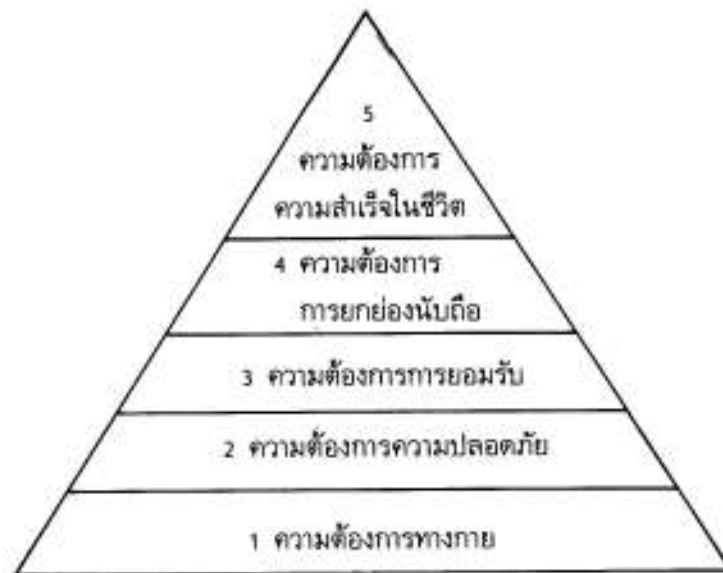 5
ความต้องการ
ความสำเร็จในชีวิต
4 ความต้องการ
การยกย่องนับถือ
3 ความต้องการการยอมรับ
2 ความต้องการความปลอดภัย
1 ความต้องการทางกาย